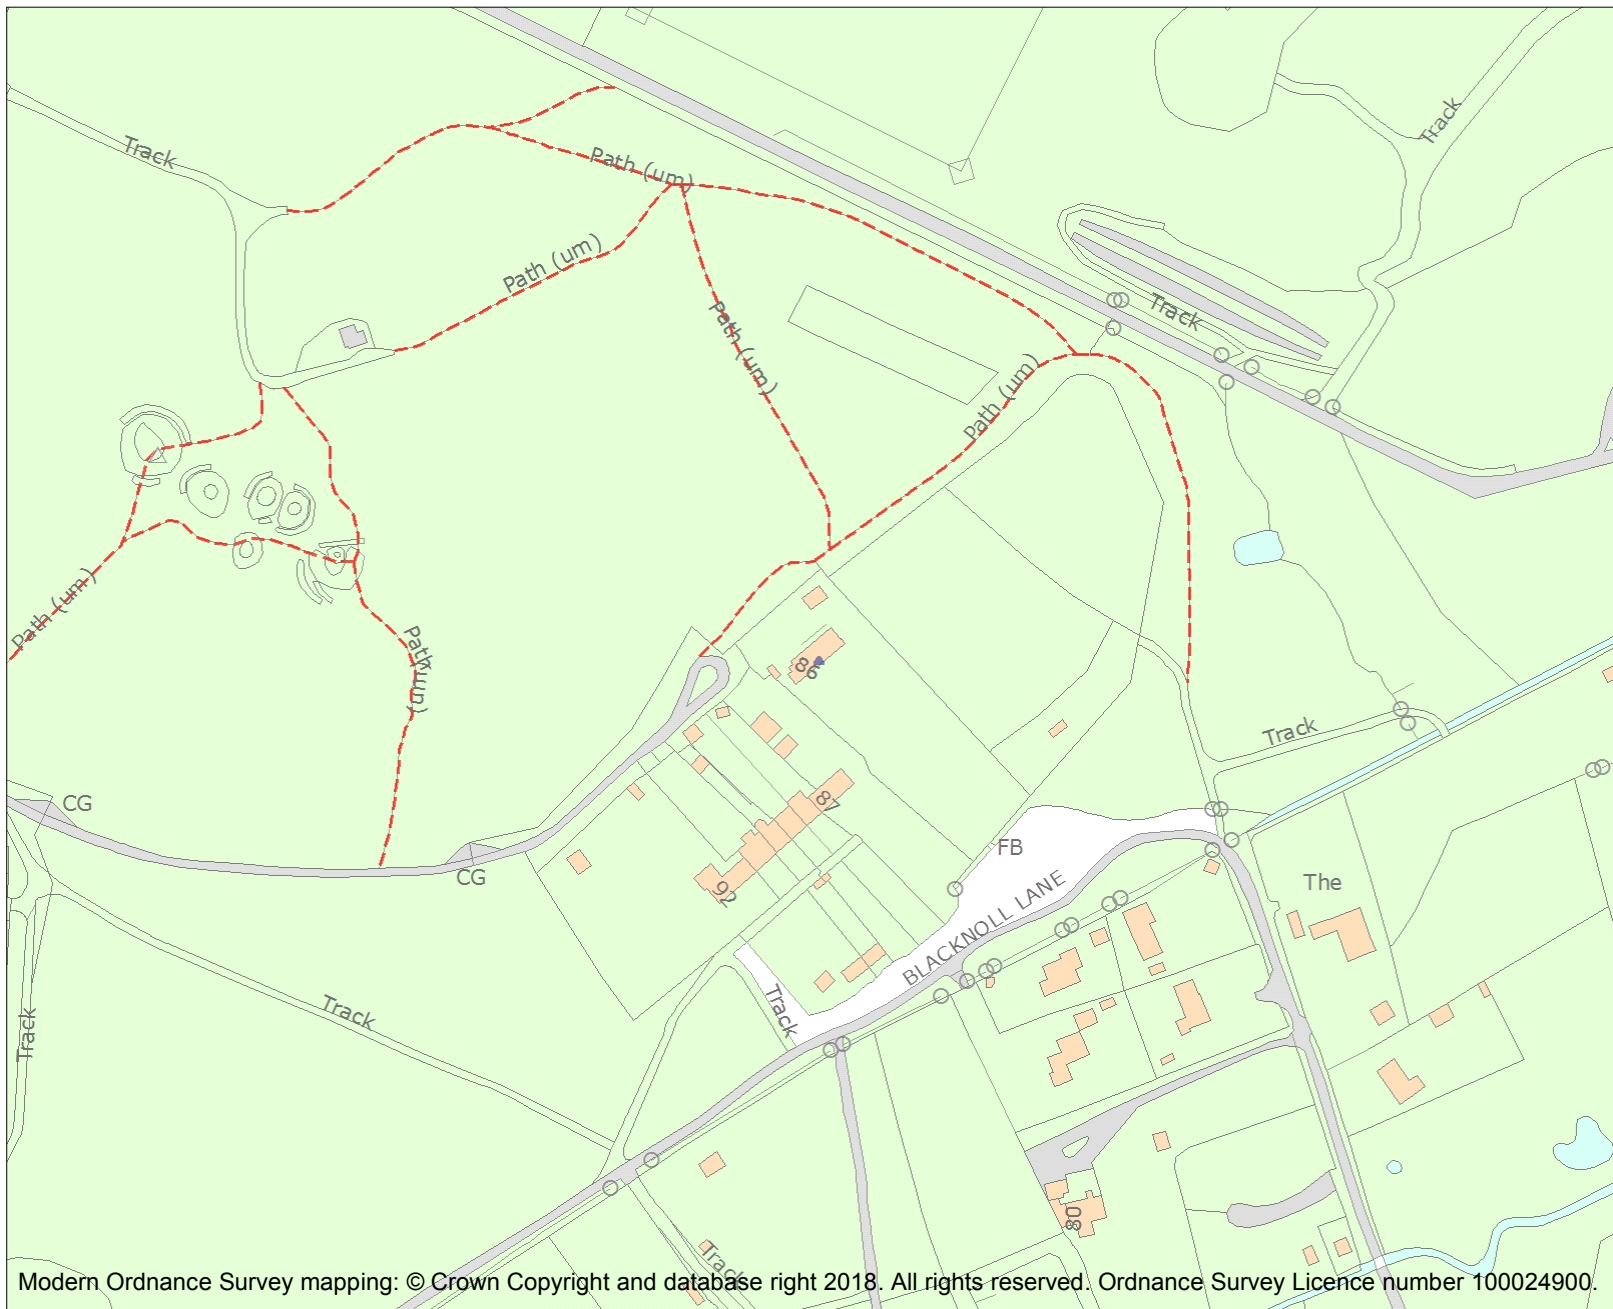 Track
Track
Path (um)
Path (um)
Track
Path (um)
Path (um)
Path (um)
Path (um)
86
Track
CG
87
FB
CG
92
The
BLACKNOLL LANE
Track
Track
Track
80
Track
Modern Ordnance Survey mapping: © Crown Copyright and database right 2018. All rights reserved. Ordnance Survey Licence number 100024900.